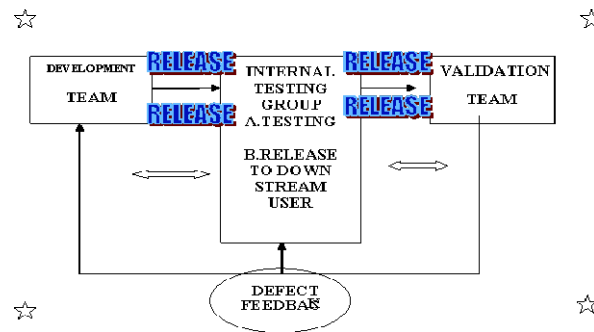 RELEASE
RELEASE
DEVELOPMENT
TEAM
RELEASE
RELEASE
INTERNAL
TESTING
GROUP
A.TESTING
B.RELEASE
TO DOWN
STREAM
USER
VALIDATION
TEAM
DEFECT